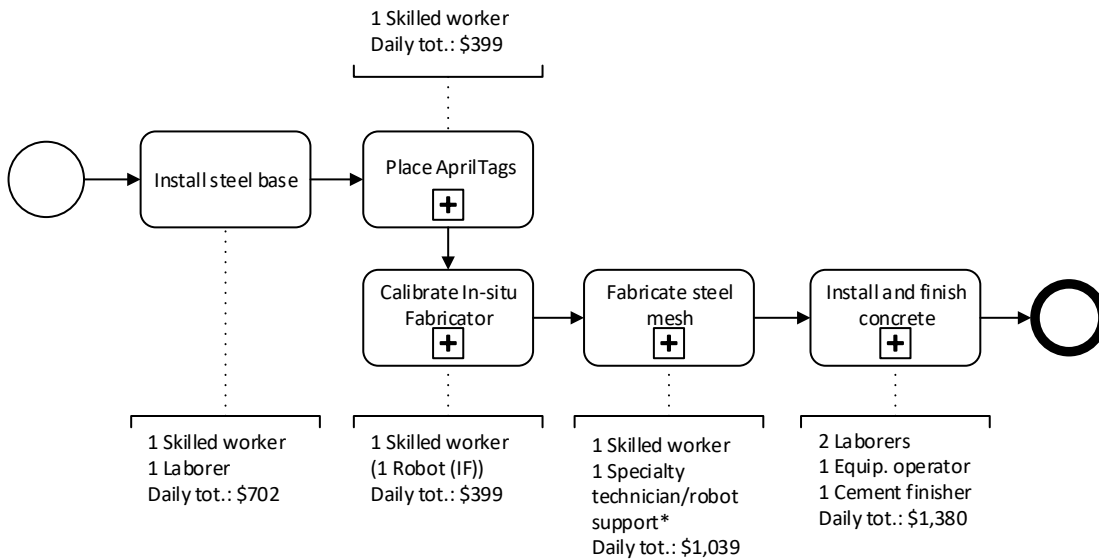 1 Skilled worker
Daily tot.: $399
Install steel base
Place AprilTags
Calibrate In-situ
Fabricator
Fabricate steel
mesh
Install and finish
concrete
1 Skilled worker
1 Laborer
Daily tot.: $702
1 Skilled worker
(1 Robot (IF))
Daily tot.: $399
1 Skilled worker
1 Specialty
technician/robot
support*
Daily tot.: $1,039
2 Laborers
1 Equip. operator
1 Cement finisher
Daily tot.: $1,380